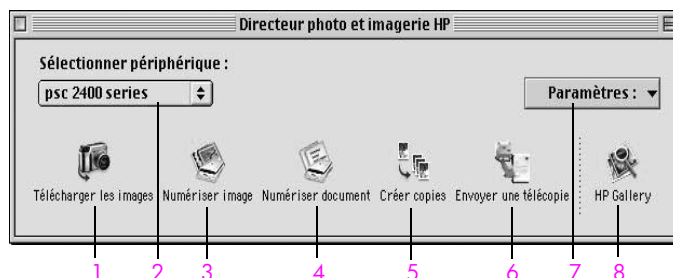 Directeur photo et imagerie HP
Sélectionner périphérique :
psc 2400 series
Paramètres :
Télécharger les images
Numériser image
Numériser document
Créer copies
Envoyer une télécopie
HP Gallery
1 2 3 4 5 6 7 8